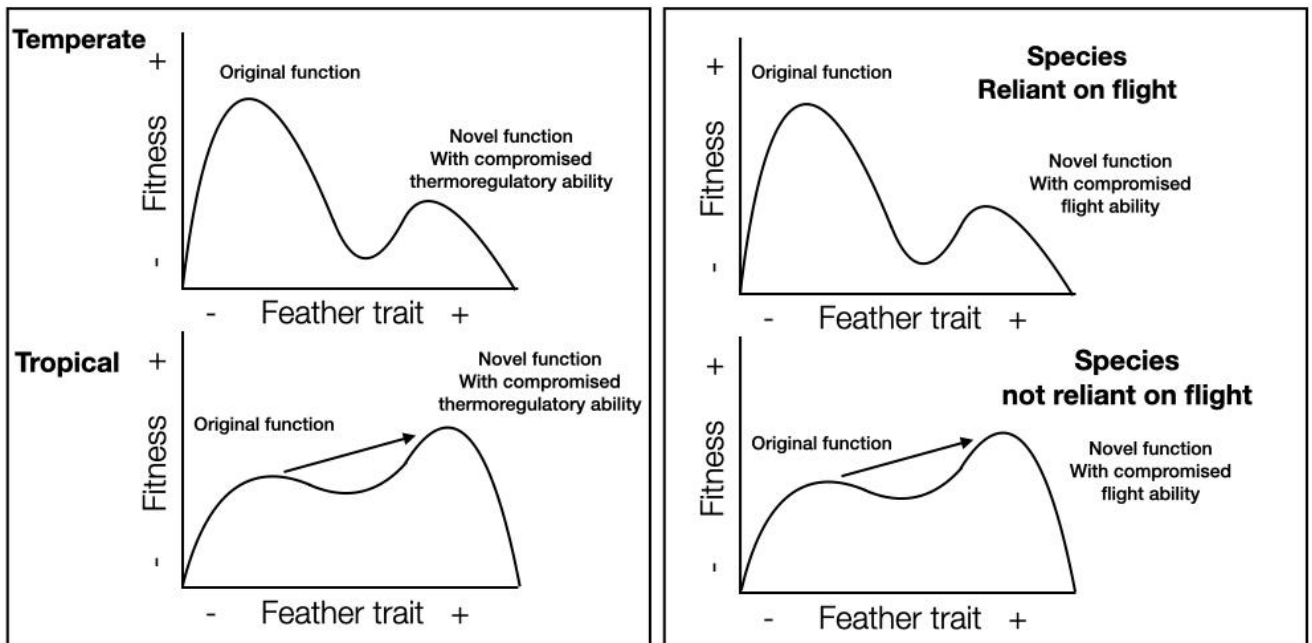 Temperate
+
Original function
Novel function
With compromised
thermoregulatory ability
Fitness
-
- Feather trait +
Tropical
+
Novel function
With compromised
thermoregulatory ability
Original function
Fitness
-
- Feather trait +
Species
Reliant on flight
+
Original function
Novel function
With compromised
flight ability
Fitness
-
- Feather trait +
Species
not reliant on flight
+
Original function
Novel function
With compromised
flight ability
Fitness
-
- Feather trait +